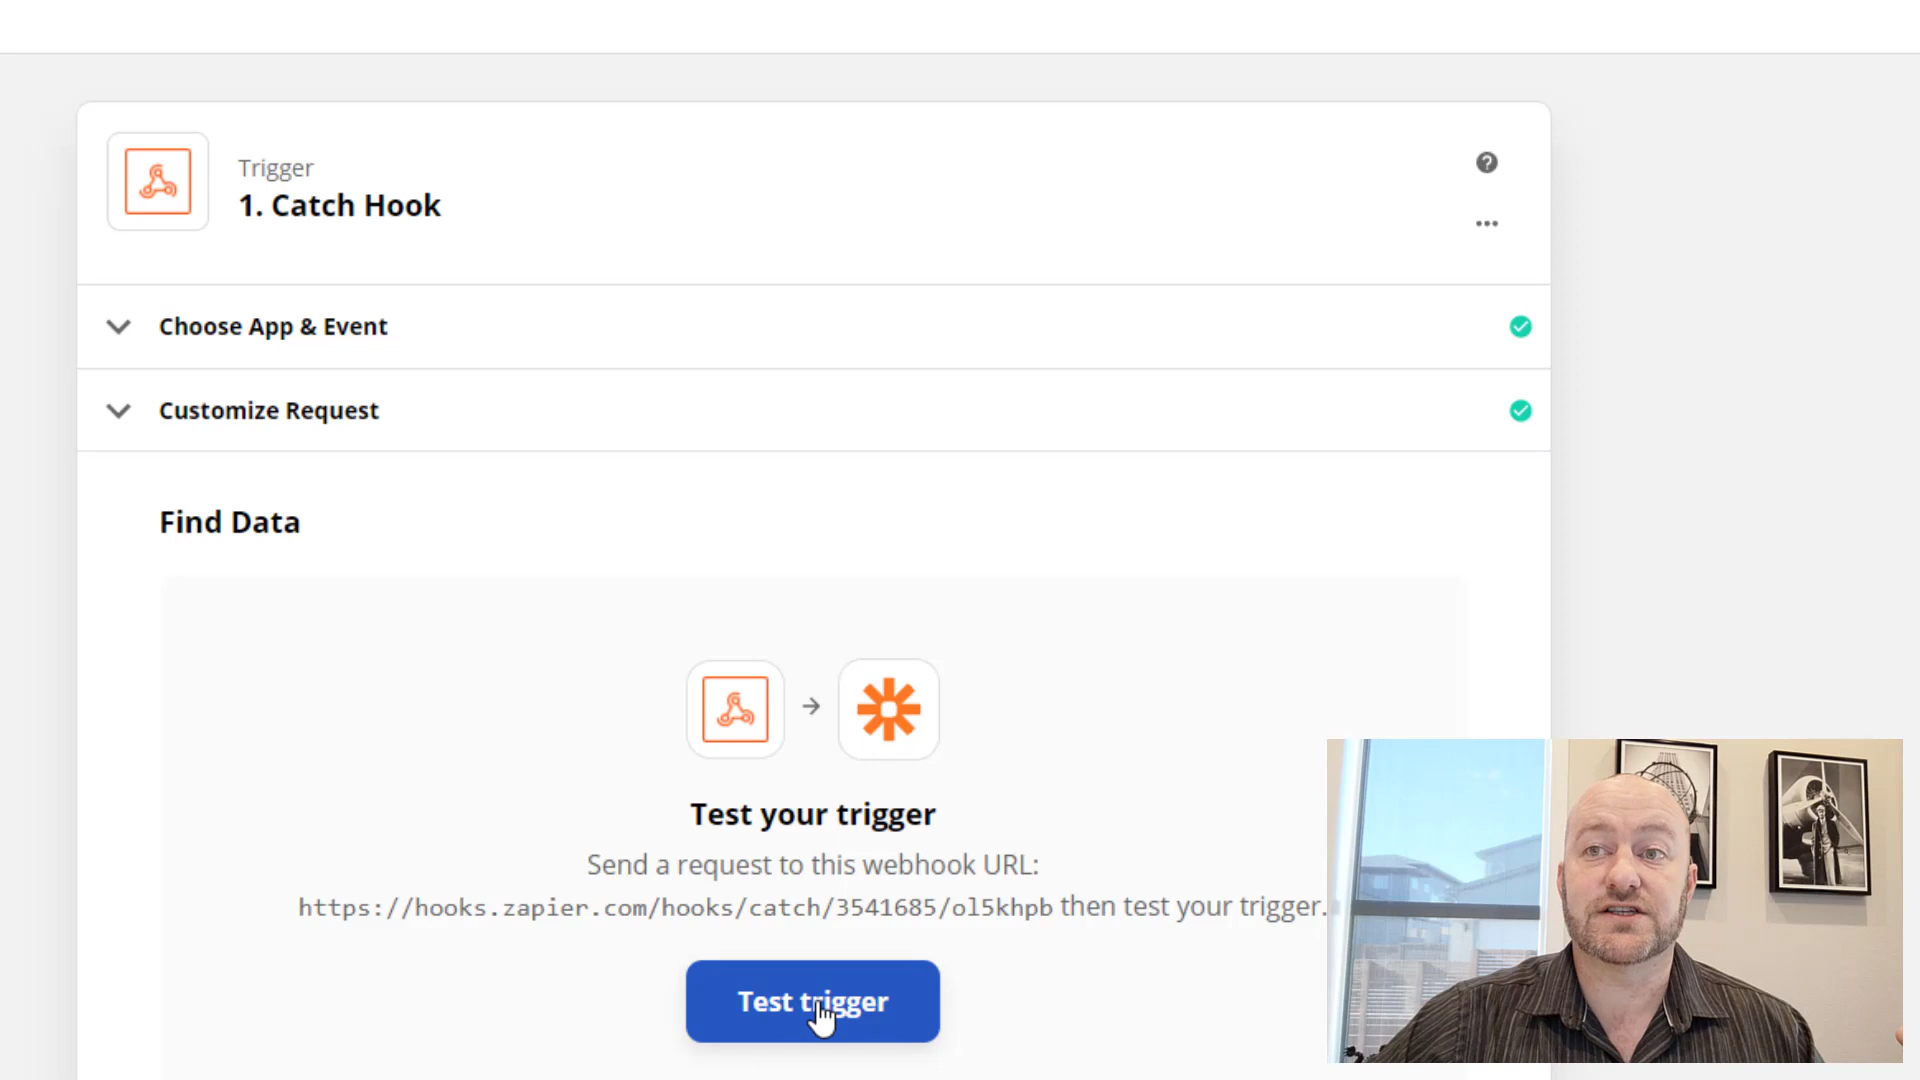 Trigger
1. Catch Hook
Choose App & Event
Customize Request
Find Data
Test your trigger
Send a request to this webhook URL:
https://hooks.zapier.com/hooks/catch/3541685/ol5khpb then test your trigger.
Test trigger